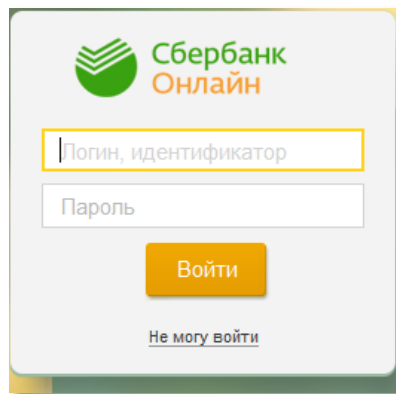 Сбербанк
Онлайн
Логин, идентификатор
Пароль
Войти
Не могу войти